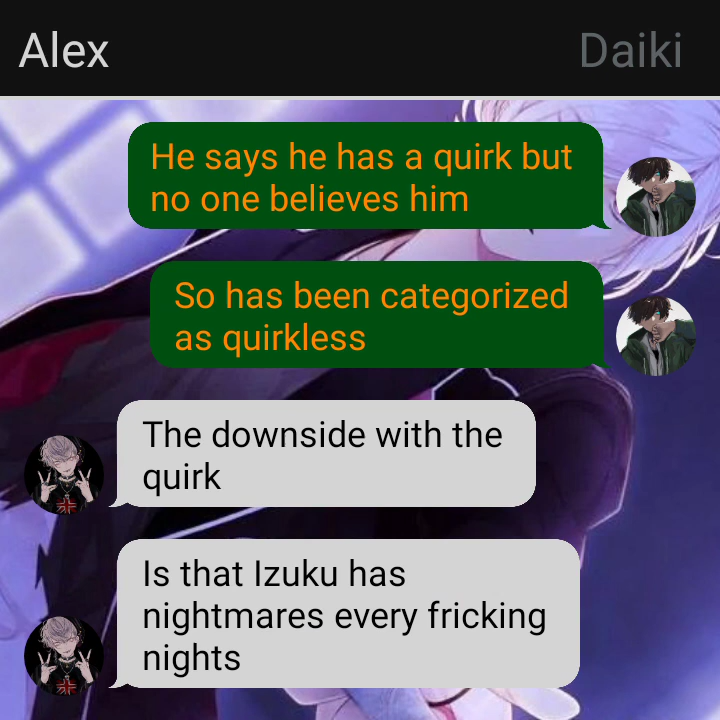 Alex
Daiki
He says he has a quirk but
no one believes him
So has been categorized
as quirkless
The downside with the
quirk
Is that Izuku has
nightmares every fricking
nights